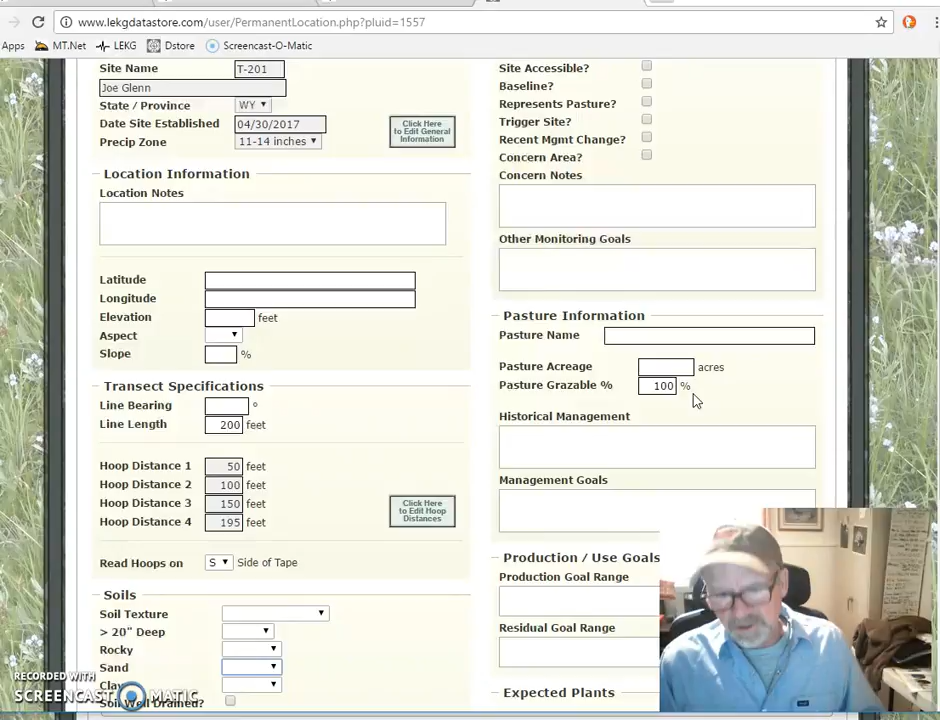 www.lekgdatastore.com/user/PermanentLocation.php?pluid=1557
Apps MT.Net LEKG Dstore Screencast-O-Matic
Site Name T-201
Joe Glenn
State / Province WY
Date Site Established 04/30/2017
Precip Zone 11-14 inches
Click Here
to Edit General
Information
Location Information
Location Notes
Latitude
Longitude
Elevation feet
Aspect
Slope %
Transect Specifications
Line Bearing °
Line Length 200 feet
Hoop Distance 1 50 feet
Hoop Distance 2 100 feet
Hoop Distance 3 150 feet
Hoop Distance 4 195 feet
Click Here
to Edit Hoop
Distances
Read Hoops on S Side of Tape
Soils
Soil Texture
> 20" Deep
Rocky
Sand
Clay
Soil Well Drained?
Site Accessible?
Baseline?
Represents Pasture?
Trigger Site?
Recent Mgmt Change?
Concern Area?
Concern Notes
Other Monitoring Goals
Pasture Information
Pasture Name
Pasture Acreage acres
Pasture Grazable % 100 %
Historical Management
Management Goals
Production / Use Goals
Production Goal Range
Residual Goal Range
Expected Plants
RECORDED WITH
SCREENCAST MATIC